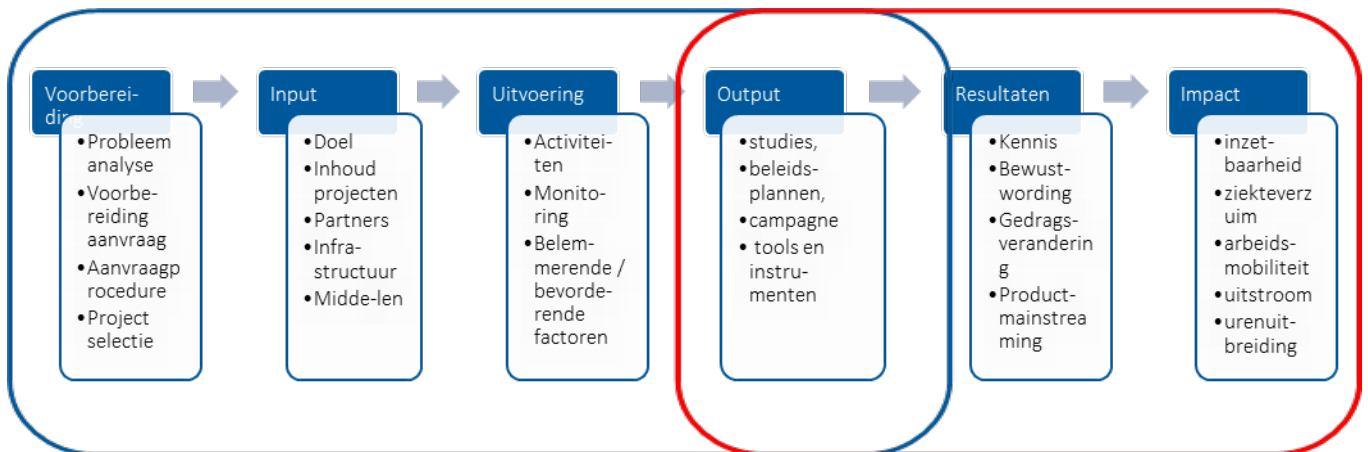 Voorberei-
ding
• Probleem
analyse
• Voorbe-
reiding
aanvraag
• Aanvraagp
rocedure
• Project
selectie
Input
• Doel
• Inhoud
projecten
• Partners
• Infra-
structuur
• Midde-len
Uitvoering
• Activitei-
ten
• Monito-
ring
• Belem-
merende /
bevorde-
rende
factoren
Output
• studies,
• beleids-
plannen,
• campagne
• tools en
instru-
menten
Resultaten
• Kennis
• Bewust-
wording
• Gedrags-
veranderin
g
• Product-
mainstrea
ming
Impact
• inzet-
baarheid
• ziekteverz
uim
• arbeids-
mobiliteit
• uitstroom
• urenuit-
breiding